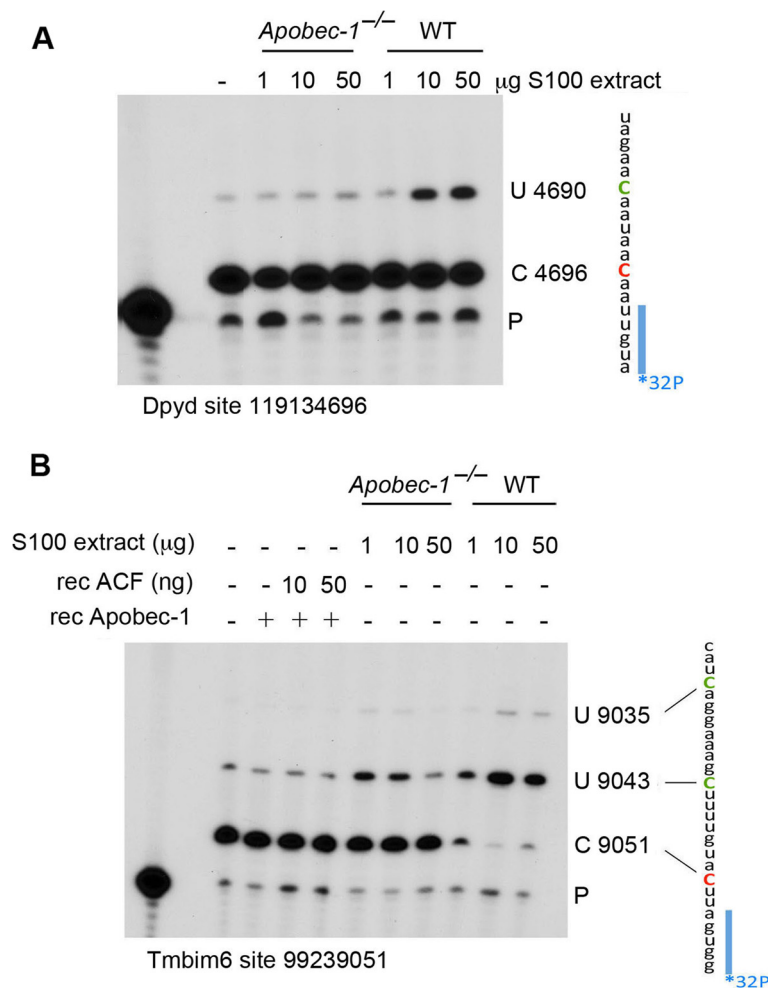 A
Apobec-1 –/– WT
- 1 10 50 1 10 50 μg S100 extract
U 4690
C 4696
P
uagaaCaauaaCaauugua
*32P
Dpyd site 119134696
B
Apobec-1 –/– WT
S100 extract (μg) - - - - 1 10 50 1 10 50
rec ACF (ng) - - 10 50 - - - - - -
rec Apobec-1 - + + + - - - - - -
U 9035
U 9043
C 9051
P
cauCaggaaagCuuuuguaCuuagugg
*32P
Tmbim6 site 99239051